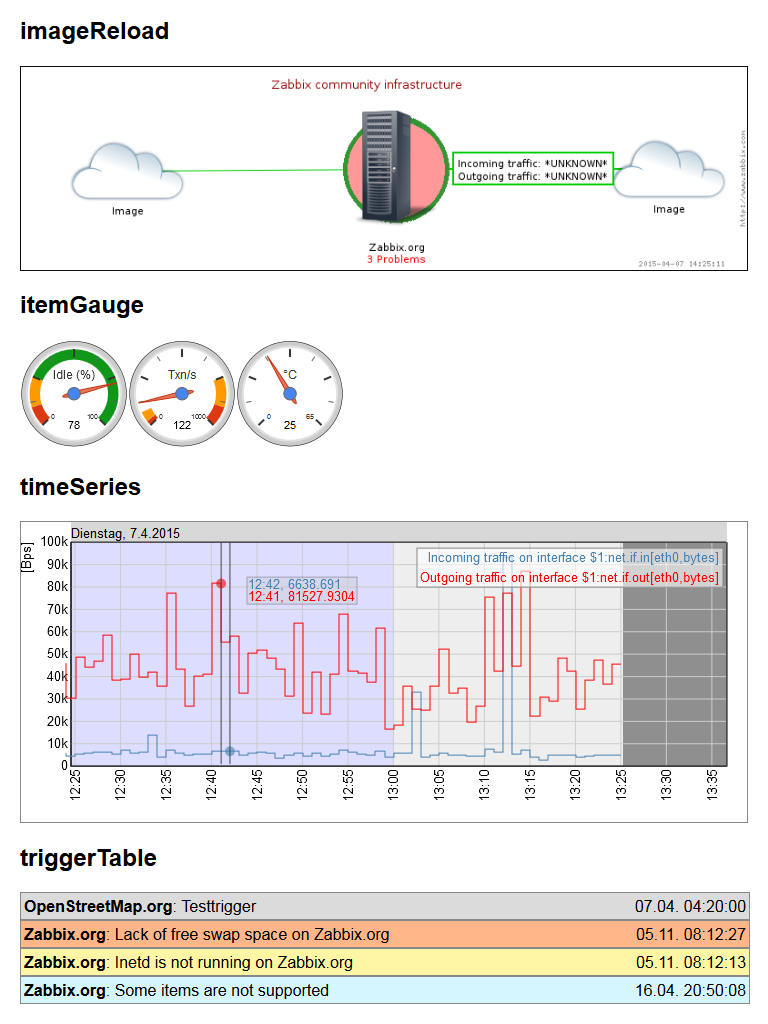 imageReload
Zabbix community infrastructure
Incoming traffic: *UNKNOWN*
Outgoing traffic: *UNKNOWN*
Image
Image
Zabbix.org
3 Problems
http://www.zabbix.com
2015-04-07 14:25:11
itemGauge
Idle (%)
0
100
78
Txn/s
0
1000
122
°C
0
65
25
timeSeries
Dienstag, 7.4.2015
[Bps]
100k
90k
80k
70k
60k
50k
40k
30k
20k
10k
0
Incoming traffic on interface $1:net.if.in[eth0,bytes]
Outgoing traffic on interface $1:net.if.out[eth0,bytes]
12:42, 6638.691
12:41, 81527.9304
12:25
12:30
12:35
12:40
12:45
12:50
12:55
13:00
13:05
13:10
13:15
13:20
13:25
13:30
13:35
triggerTable
OpenStreetMap.org: Testtrigger 07.04. 04:20:00
Zabbix.org: Lack of free swap space on Zabbix.org 05.11. 08:12:27
Zabbix.org: Inetd is not running on Zabbix.org 05.11. 08:12:13
Zabbix.org: Some items are not supported 16.04. 20:50:08